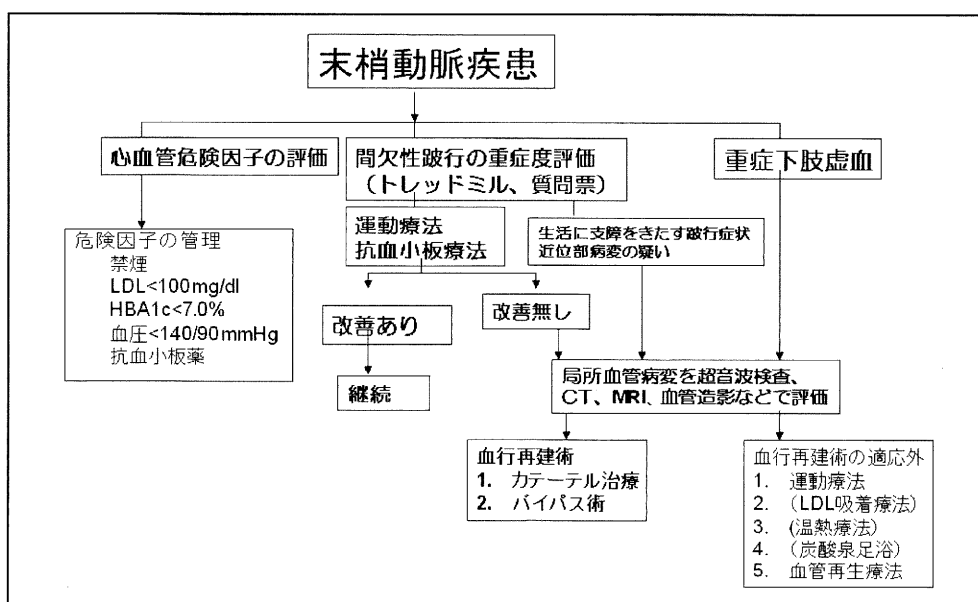 末梢動脈疾患
心血管危険因子の評価
間欠性跛行の重症度評価
（トレッドミル、質問票）
重症下肢虚血
危険因子の管理
禁煙
LDL<100mg/dl
HBA1c<7.0%
血圧<140/90mmHg
抗血小板薬
運動療法
抗血小板療法
生活に支障をきたす跛行症状
近位部病変の疑い
改善あり
改善無し
継続
局所血管病変を超音波検査、
CT、MRI、血管造影などで評価
血行再建術
1. カテーテル治療
2. バイパス術
血行再建術の適応外
1. 運動療法
2. （LDL吸着療法）
3. （温熱療法）
4. （炭酸泉足浴）
5. 血管再生療法